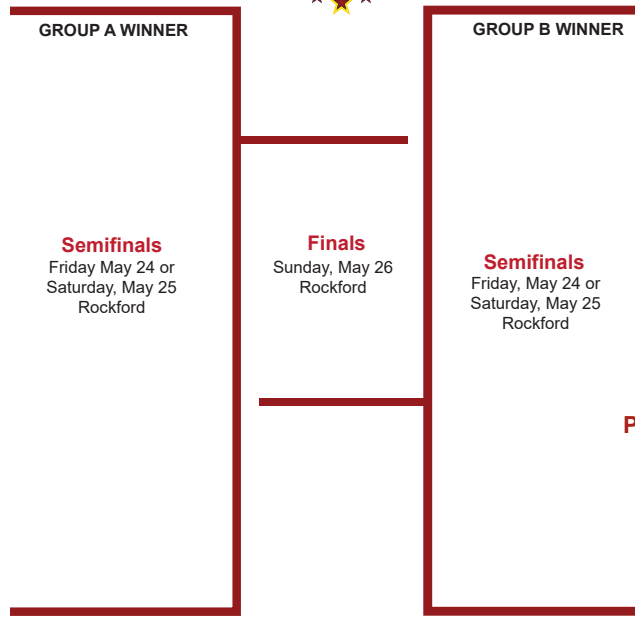 GROUP A WINNER
GROUP B WINNER
Semifinals
Friday May 24 or
Saturday, May 25
Rockford
Finals
Sunday, May 26
Rockford
Semifinals
Friday, May 24 or
Saturday, May 25
Rockford
P